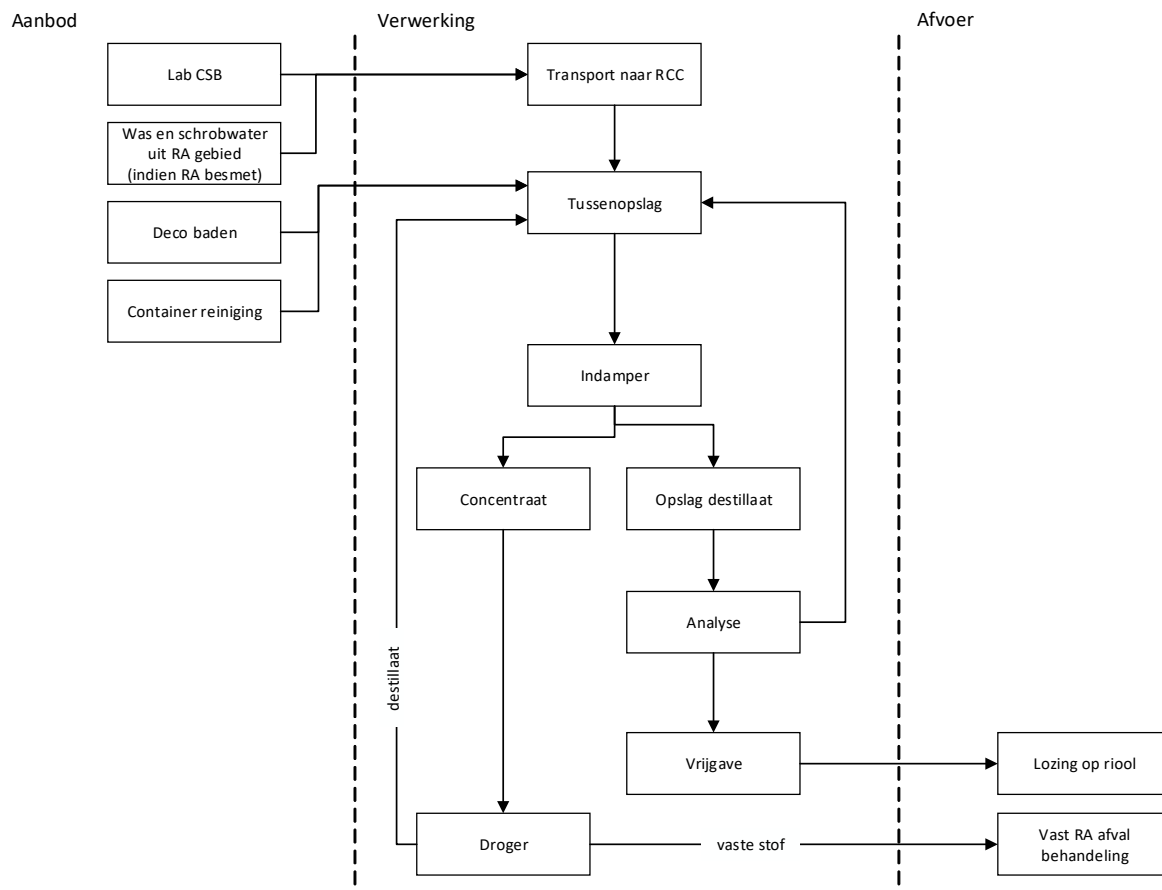 Aanbod
Verwerking
Afvoer
Lab CSB
Transport naar RCC
Was en schrobwater
uit RA gebied
(indien RA besmet)
Tussenopslag
Deco baden
Container reiniging
Indamper
Concentraat
Opslag destillaat
Analyse
destillaat
Vrijgave
Lozing op riool
Droger
vaste stof
Vast RA afval
behandeling